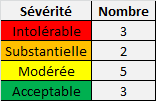 Sévérité Nombre
Intolérable 3
Substantielle 2
Modérée 5
Acceptable 3